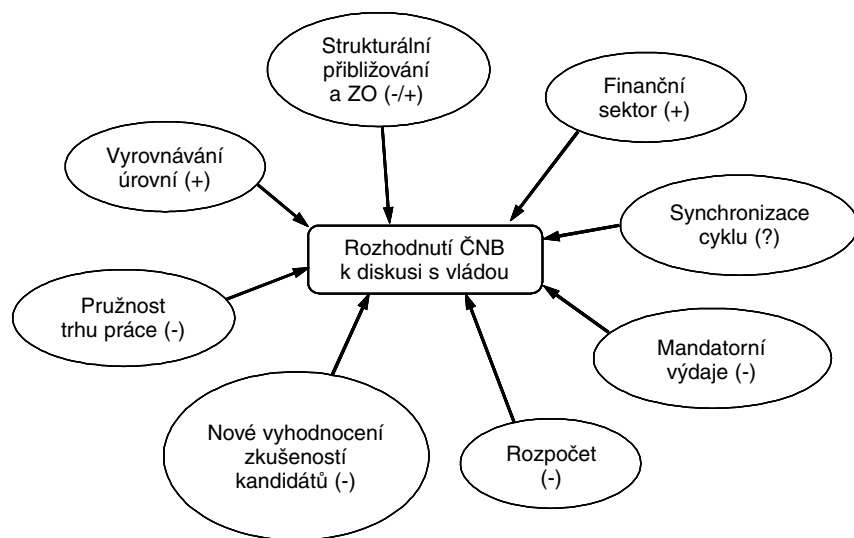 Strukturální
přibližování
a ZO (-/+)
Finanční
sektor (+)
Vyrovnávání
úrovní (+)
Synchronizace
cyklu (?)
Rozhodnutí ČNB
k diskusi s vládou
Pružnost
trhu práce (-)
Mandatorní
výdaje (-)
Nové vyhodnocení
zkušeností
kandidátů (-)
Rozpočet
(-)